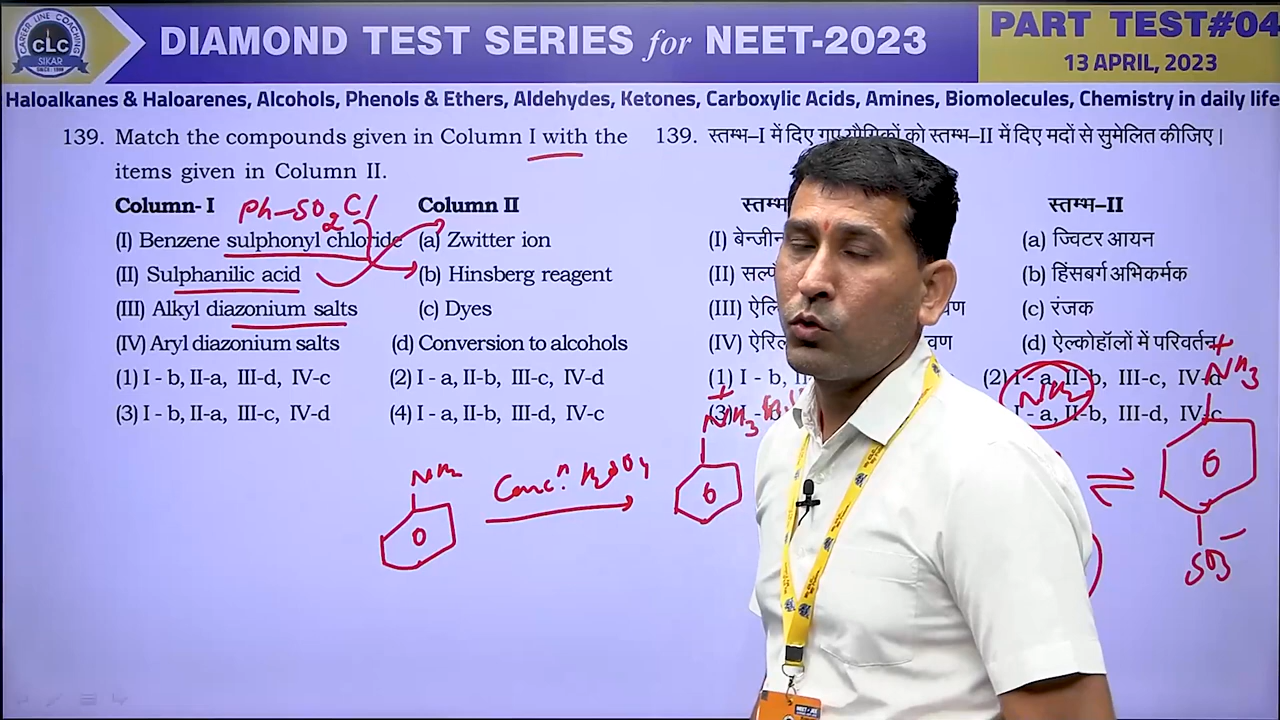 CAREER LINE COACHING
CLC
SIKAR
DIAMOND TEST SERIES for NEET-2023
PART TEST#04
13 APRIL, 2023
Haloalkanes & Haloarenes, Alcohols, Phenols & Ethers, Aldehydes, Ketones, Carboxylic Acids, Amines, Biomolecules, Chemistry in daily life
139. Match the compounds given in Column I with the
items given in Column II.
Column- I Ph-SO2Cl Column II
(I) Benzene sulphonyl chloride (a) Zwitter ion
(II) Sulphanilic acid (b) Hinsberg reagent
(III) Alkyl diazonium salts (c) Dyes
(IV) Aryl diazonium salts (d) Conversion to alcohols
(1) I - b, II-a, III-d, IV-c (2) I - a, II-b, III-c, IV-d
(3) I - b, II-a, III-c, IV-d (4) I - a, II-b, III-d, IV-c
139. स्तम्भ–I में दिए गए यौगिकों को स्तम्भ–II में दिए मदों से सुमेलित कीजिए।
स्तम्भ–II
(I) (a) ज्विटर आयन
(II) (b) हिंसबर्ग अभिकर्मक
(III) (c) रंजक
(IV) (d) ऐल्कोहॉलों में परिवर्तन
(1) I - b, (2) I - a, II-b, III-c, IV-d
(3) I - a, II-b, III-d, IV-c
NH2
Concn. H2SO4
+
NH3
NH2
+
NH3
SO3 -